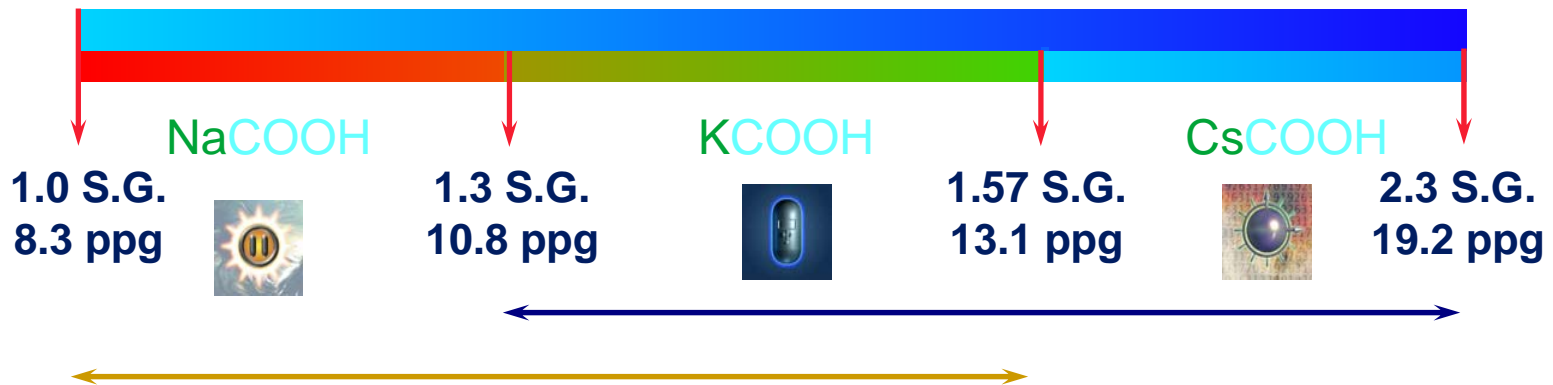 NaCOOH
KCOOH
CsCOOH
1.0 S.G.
8.3 ppg
1.3 S.G.
10.8 ppg
1.57 S.G.
13.1 ppg
2.3 S.G.
19.2 ppg